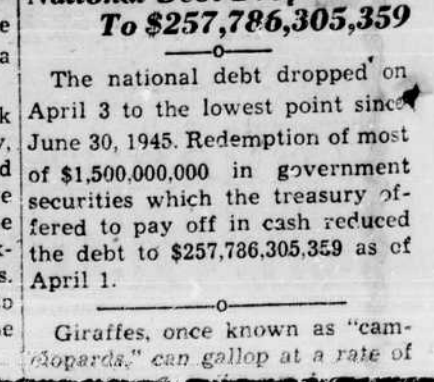 To $257,786,305,359
The national debt dropped on
April 3 to the lowest point since
June 30, 1945. Redemption of most
of $1,500,000,000 in government
securities which the treasury of-
fered to pay off in cash reduced
the debt to $257,786,305,359 as of
April 1.
Giraffes, once known as "cam-
elopards," can gallop at a rate of